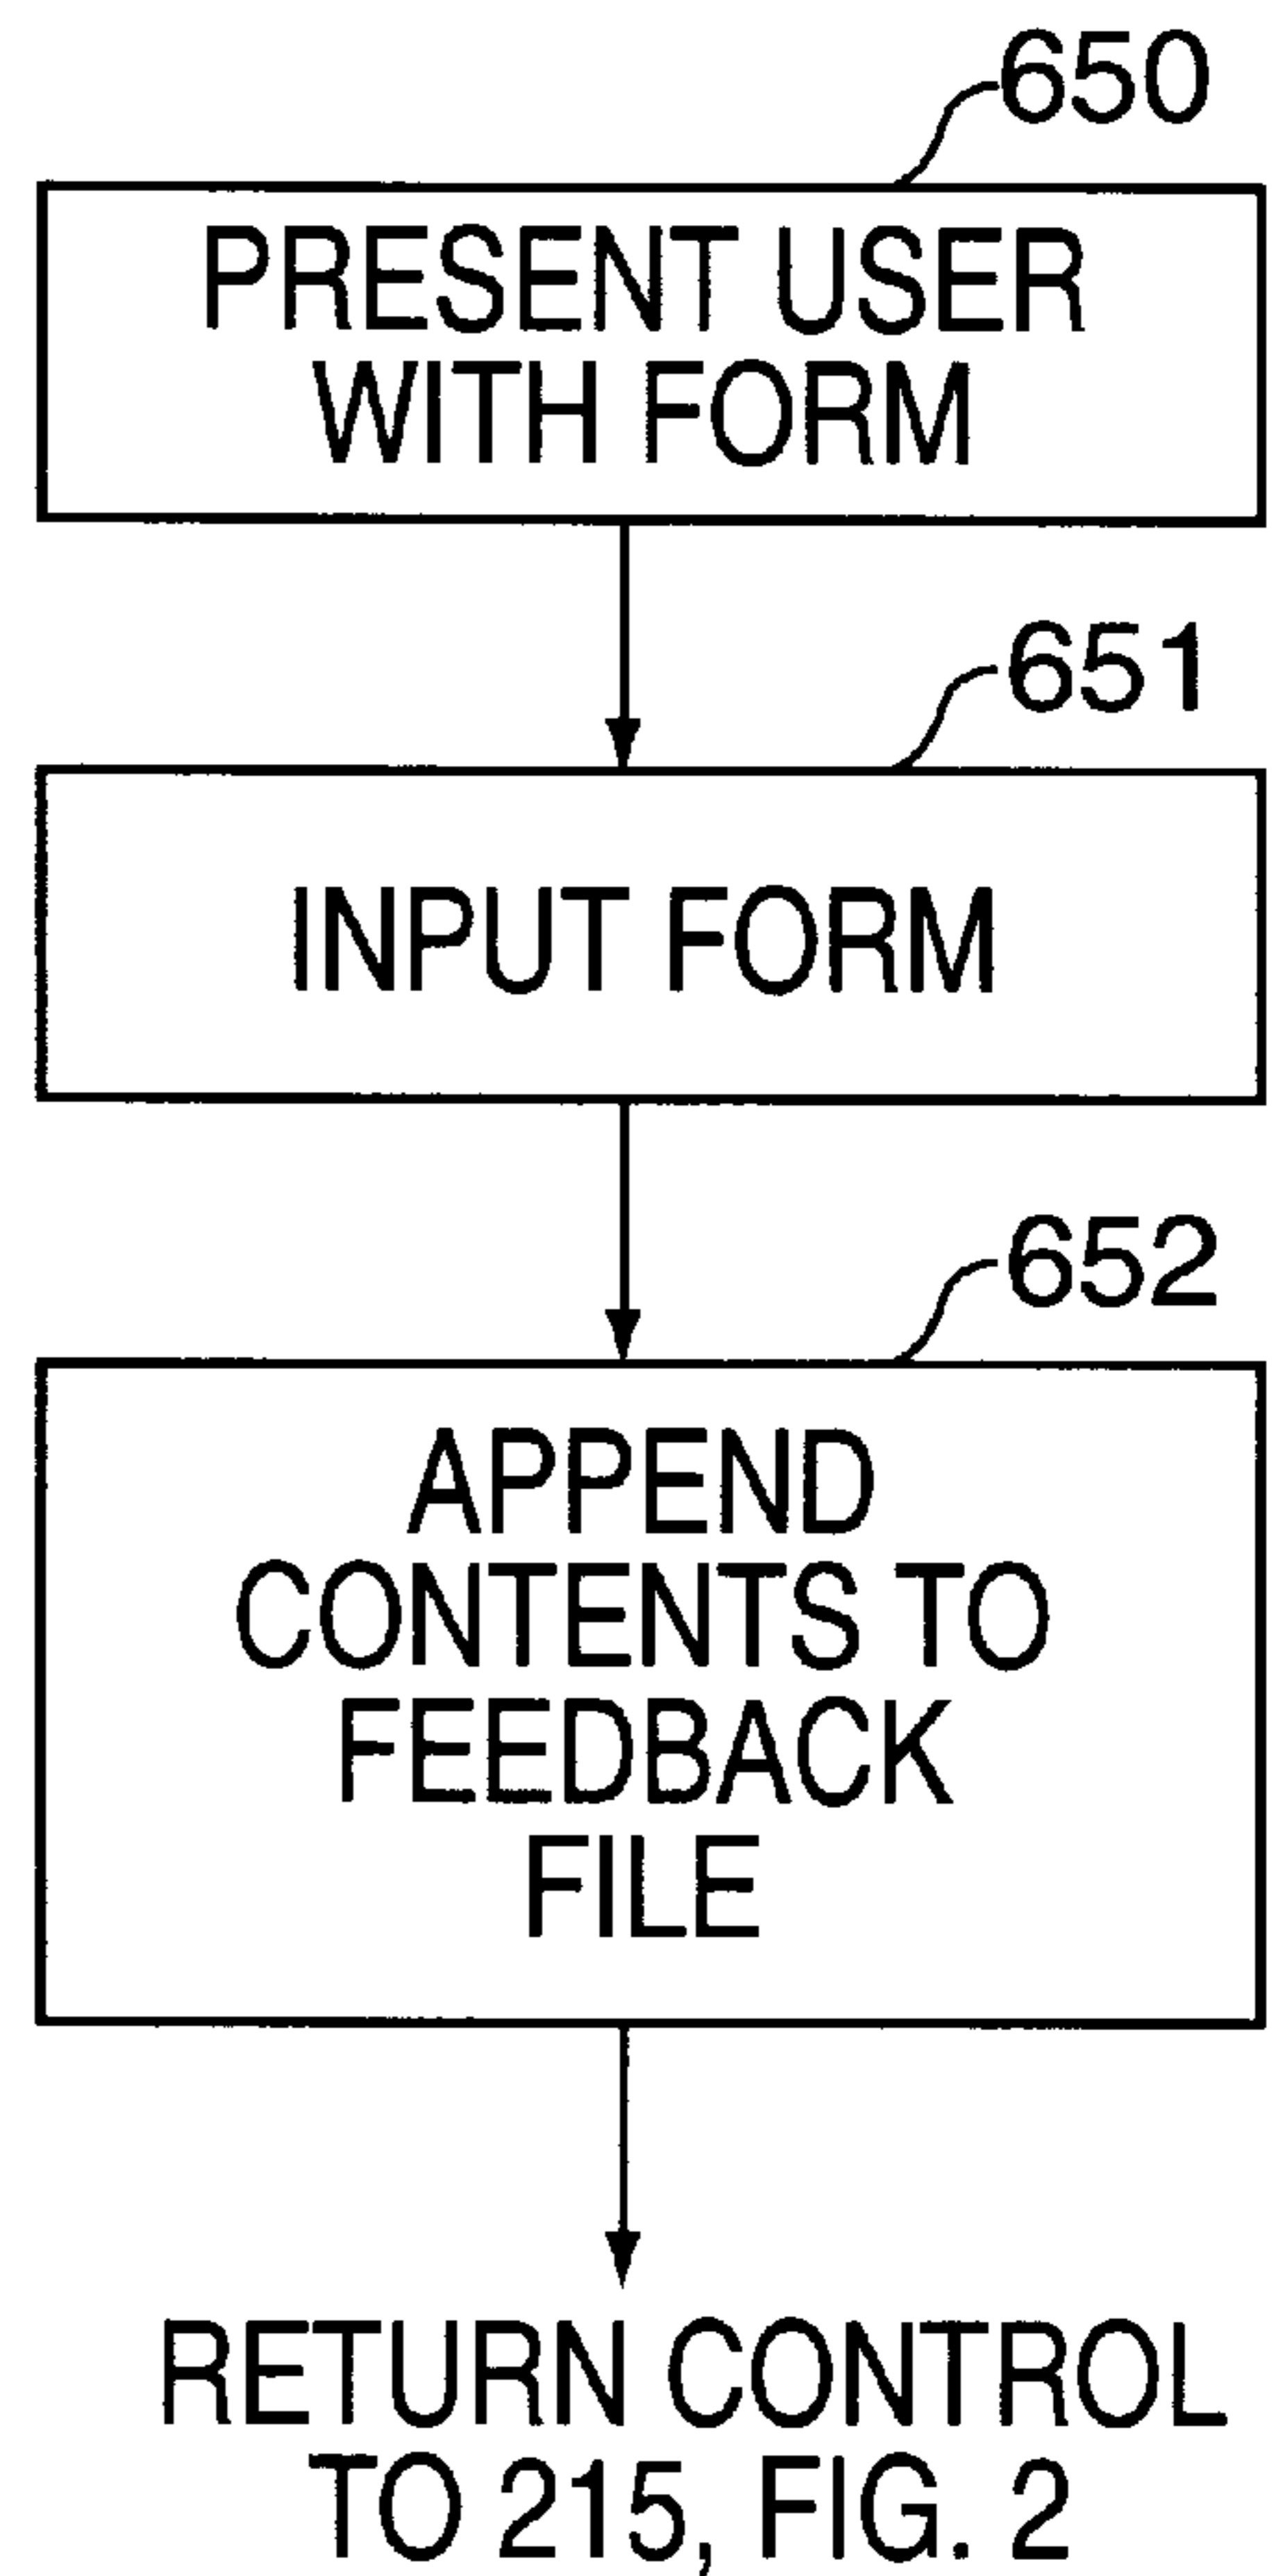 650
PRESENT USER
WITH FORM
651
INPUT FORM
652
APPEND
CONTENTS TO
FEEDBACK
FILE
RETURN CONTROL
TO 215, FIG. 2